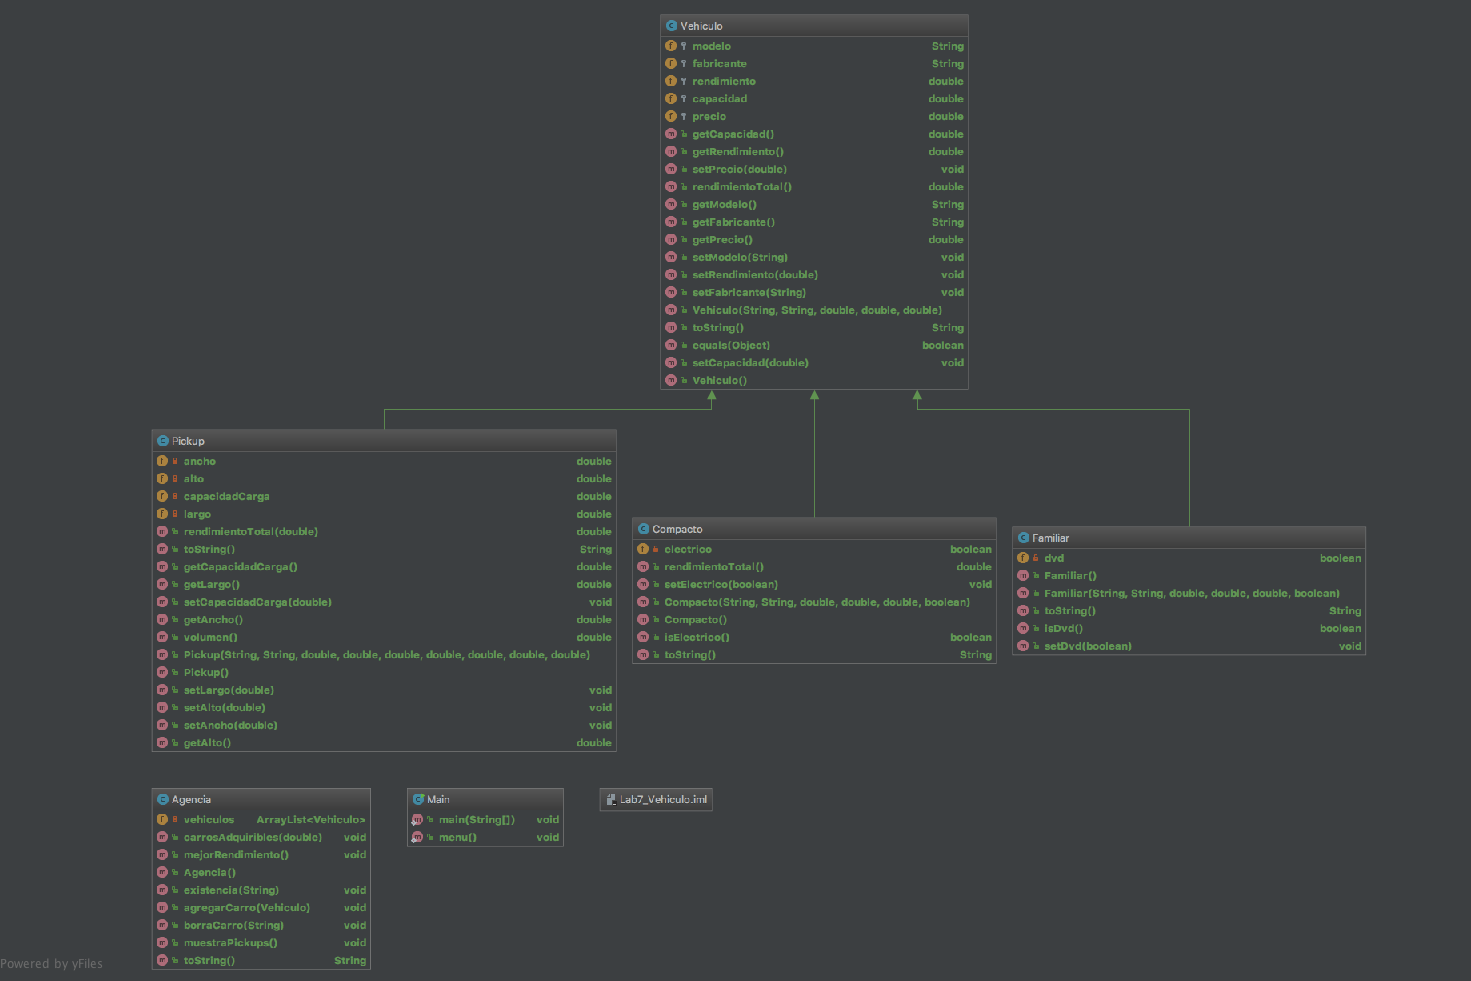 Vehiculo
modelo String
fabricante String
rendimiento double
capacidad double
precio double
getCapacidad() double
getRendimiento() double
setPrecio(double) void
rendimientoTotal() double
getModelo() String
getFabricante() String
getPrecio() double
setModelo(String) void
setRendimiento(double) void
setFabricante(String) void
Vehiculo(String, String, double, double, double)
toString() String
equals(Object) boolean
setCapacidad(double) void
Vehiculo()
Pickup
ancho double
alto double
capacidadCarga double
largo double
rendimientoTotal(double) double
toString() String
getCapacidadCarga() double
getLargo() double
setCapacidadCarga(double) void
getAncho() double
volumen() double
Pickup(String, String, double, double, double, double, double, double, double)
Pickup()
setLargo(double) void
setAlto(double) void
setAncho(double) void
getAlto() double
Compacto
electrico boolean
rendimientoTotal() double
setElectrico(boolean) void
Compacto(String, String, double, double, double, boolean)
Compacto()
isElectrico() boolean
toString() String
Familiar
dvd boolean
Familiar()
Familiar(String, String, double, double, double, boolean)
toString() String
isDvd() boolean
setDvd(boolean) void
Agencia
vehiculos ArrayList<Vehiculo>
carrosAdquiribles(double) void
mejorRendimiento() void
Agencia()
existencia(String) void
agregarCarro(Vehiculo) void
borraCarro(String) void
muestraPickups() void
toString() String
Main
main(String[]) void
menu() void
Lab7_Vehiculo.iml
Powered by yFiles